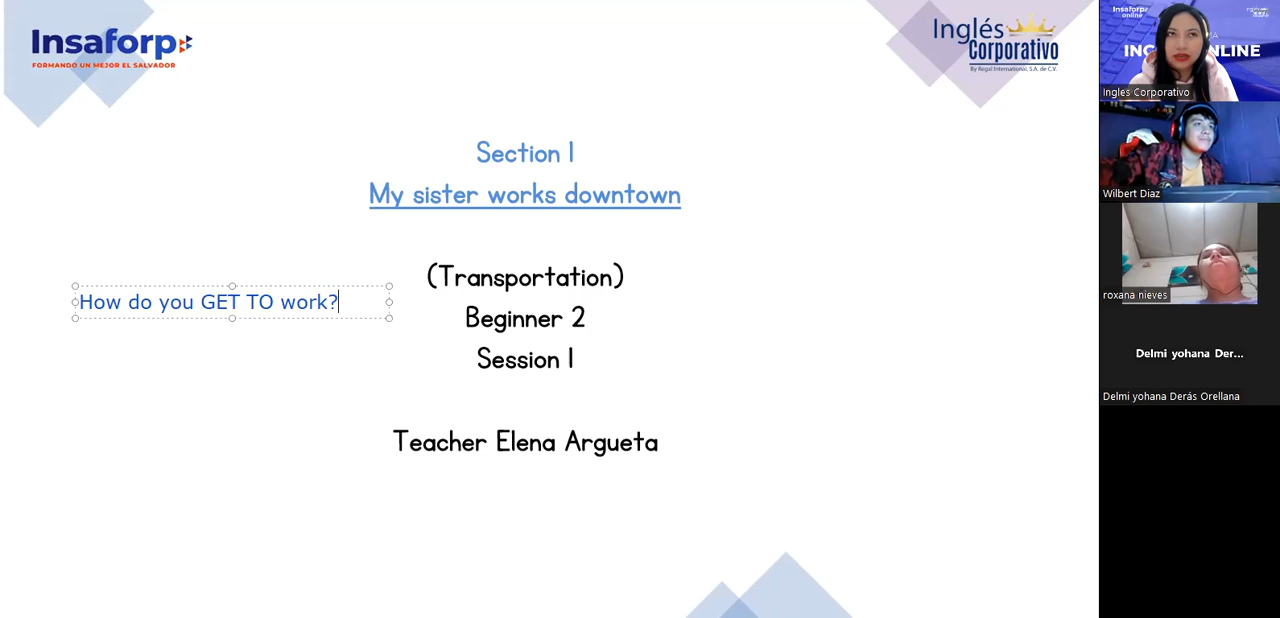 Insaforp
FORMANDO UN MEJOR EL SALVADOR
Inglés
Corporativo
By Regal International, S.A. de C.V.
Section 1
My sister works downtown
(Transportation)
How do you GET TO work?
Beginner 2
Session 1
Teacher Elena Argueta
Insaforp
online
NLINE
Ingles Corporativo
Wilbert Diaz
roxana nieves
Delmi yohana Der...
Delmi yohana Derás Orellana